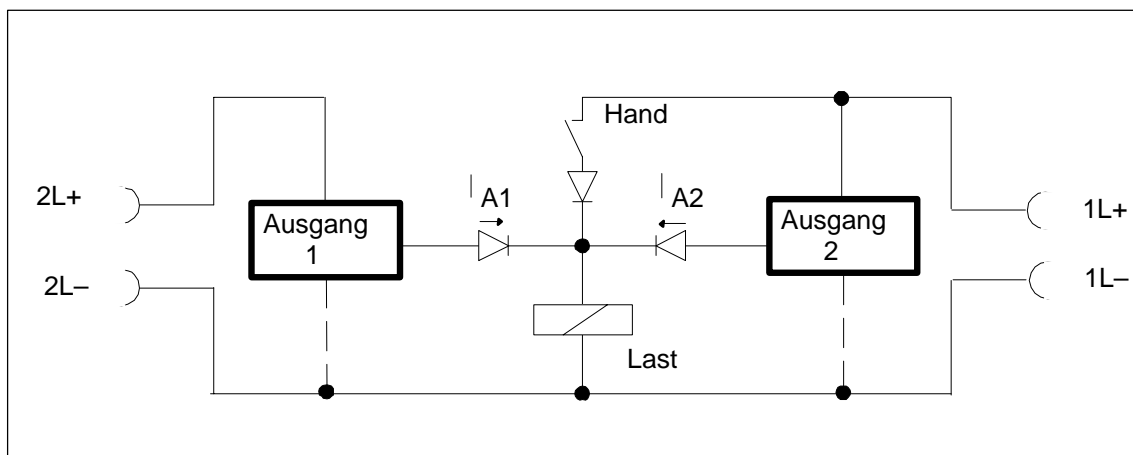 Hand
2L+
I A1
I A2
1L+
Ausgang
1
Ausgang
2
2L–
1L–
Last